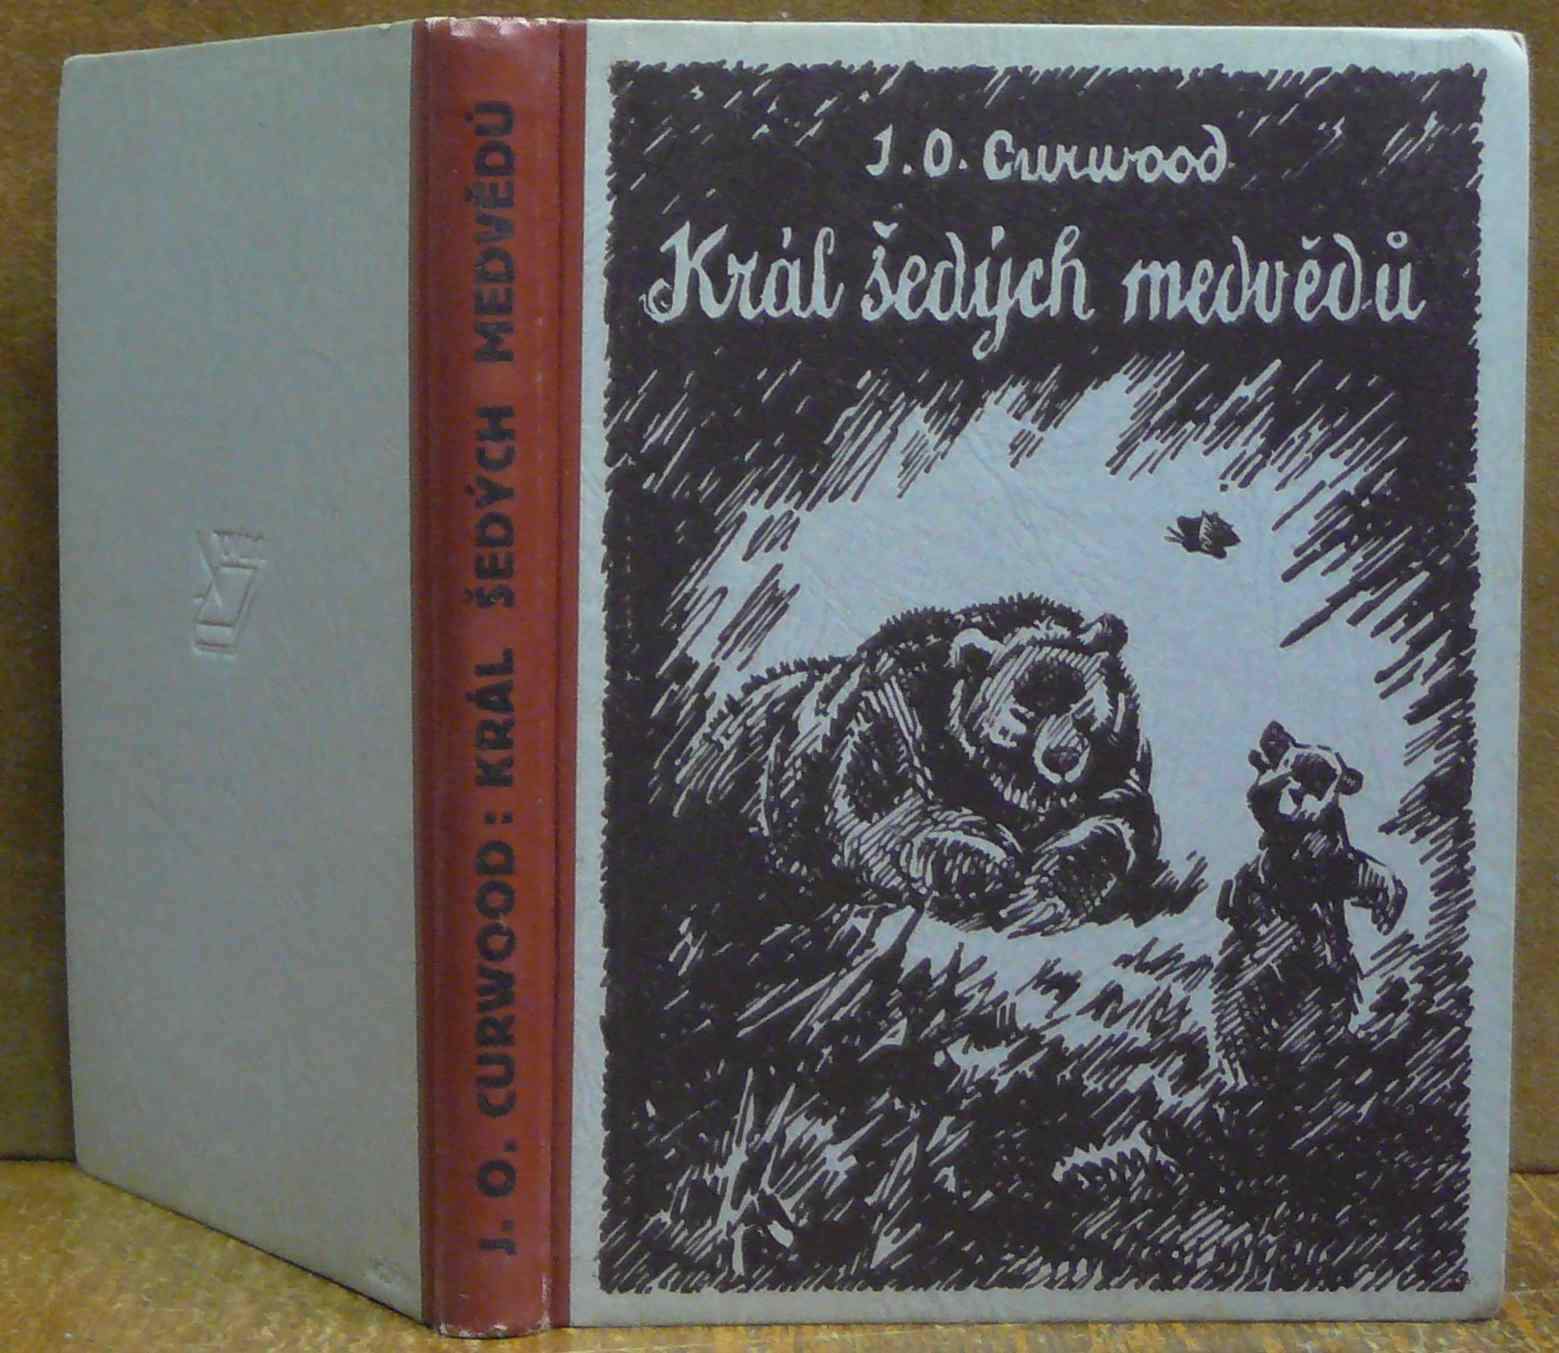 J. O. CURWOOD: KRÁL ŠEDÝCH MEDVĚDŮ
J. O. Curwood
Král šedých medvědů